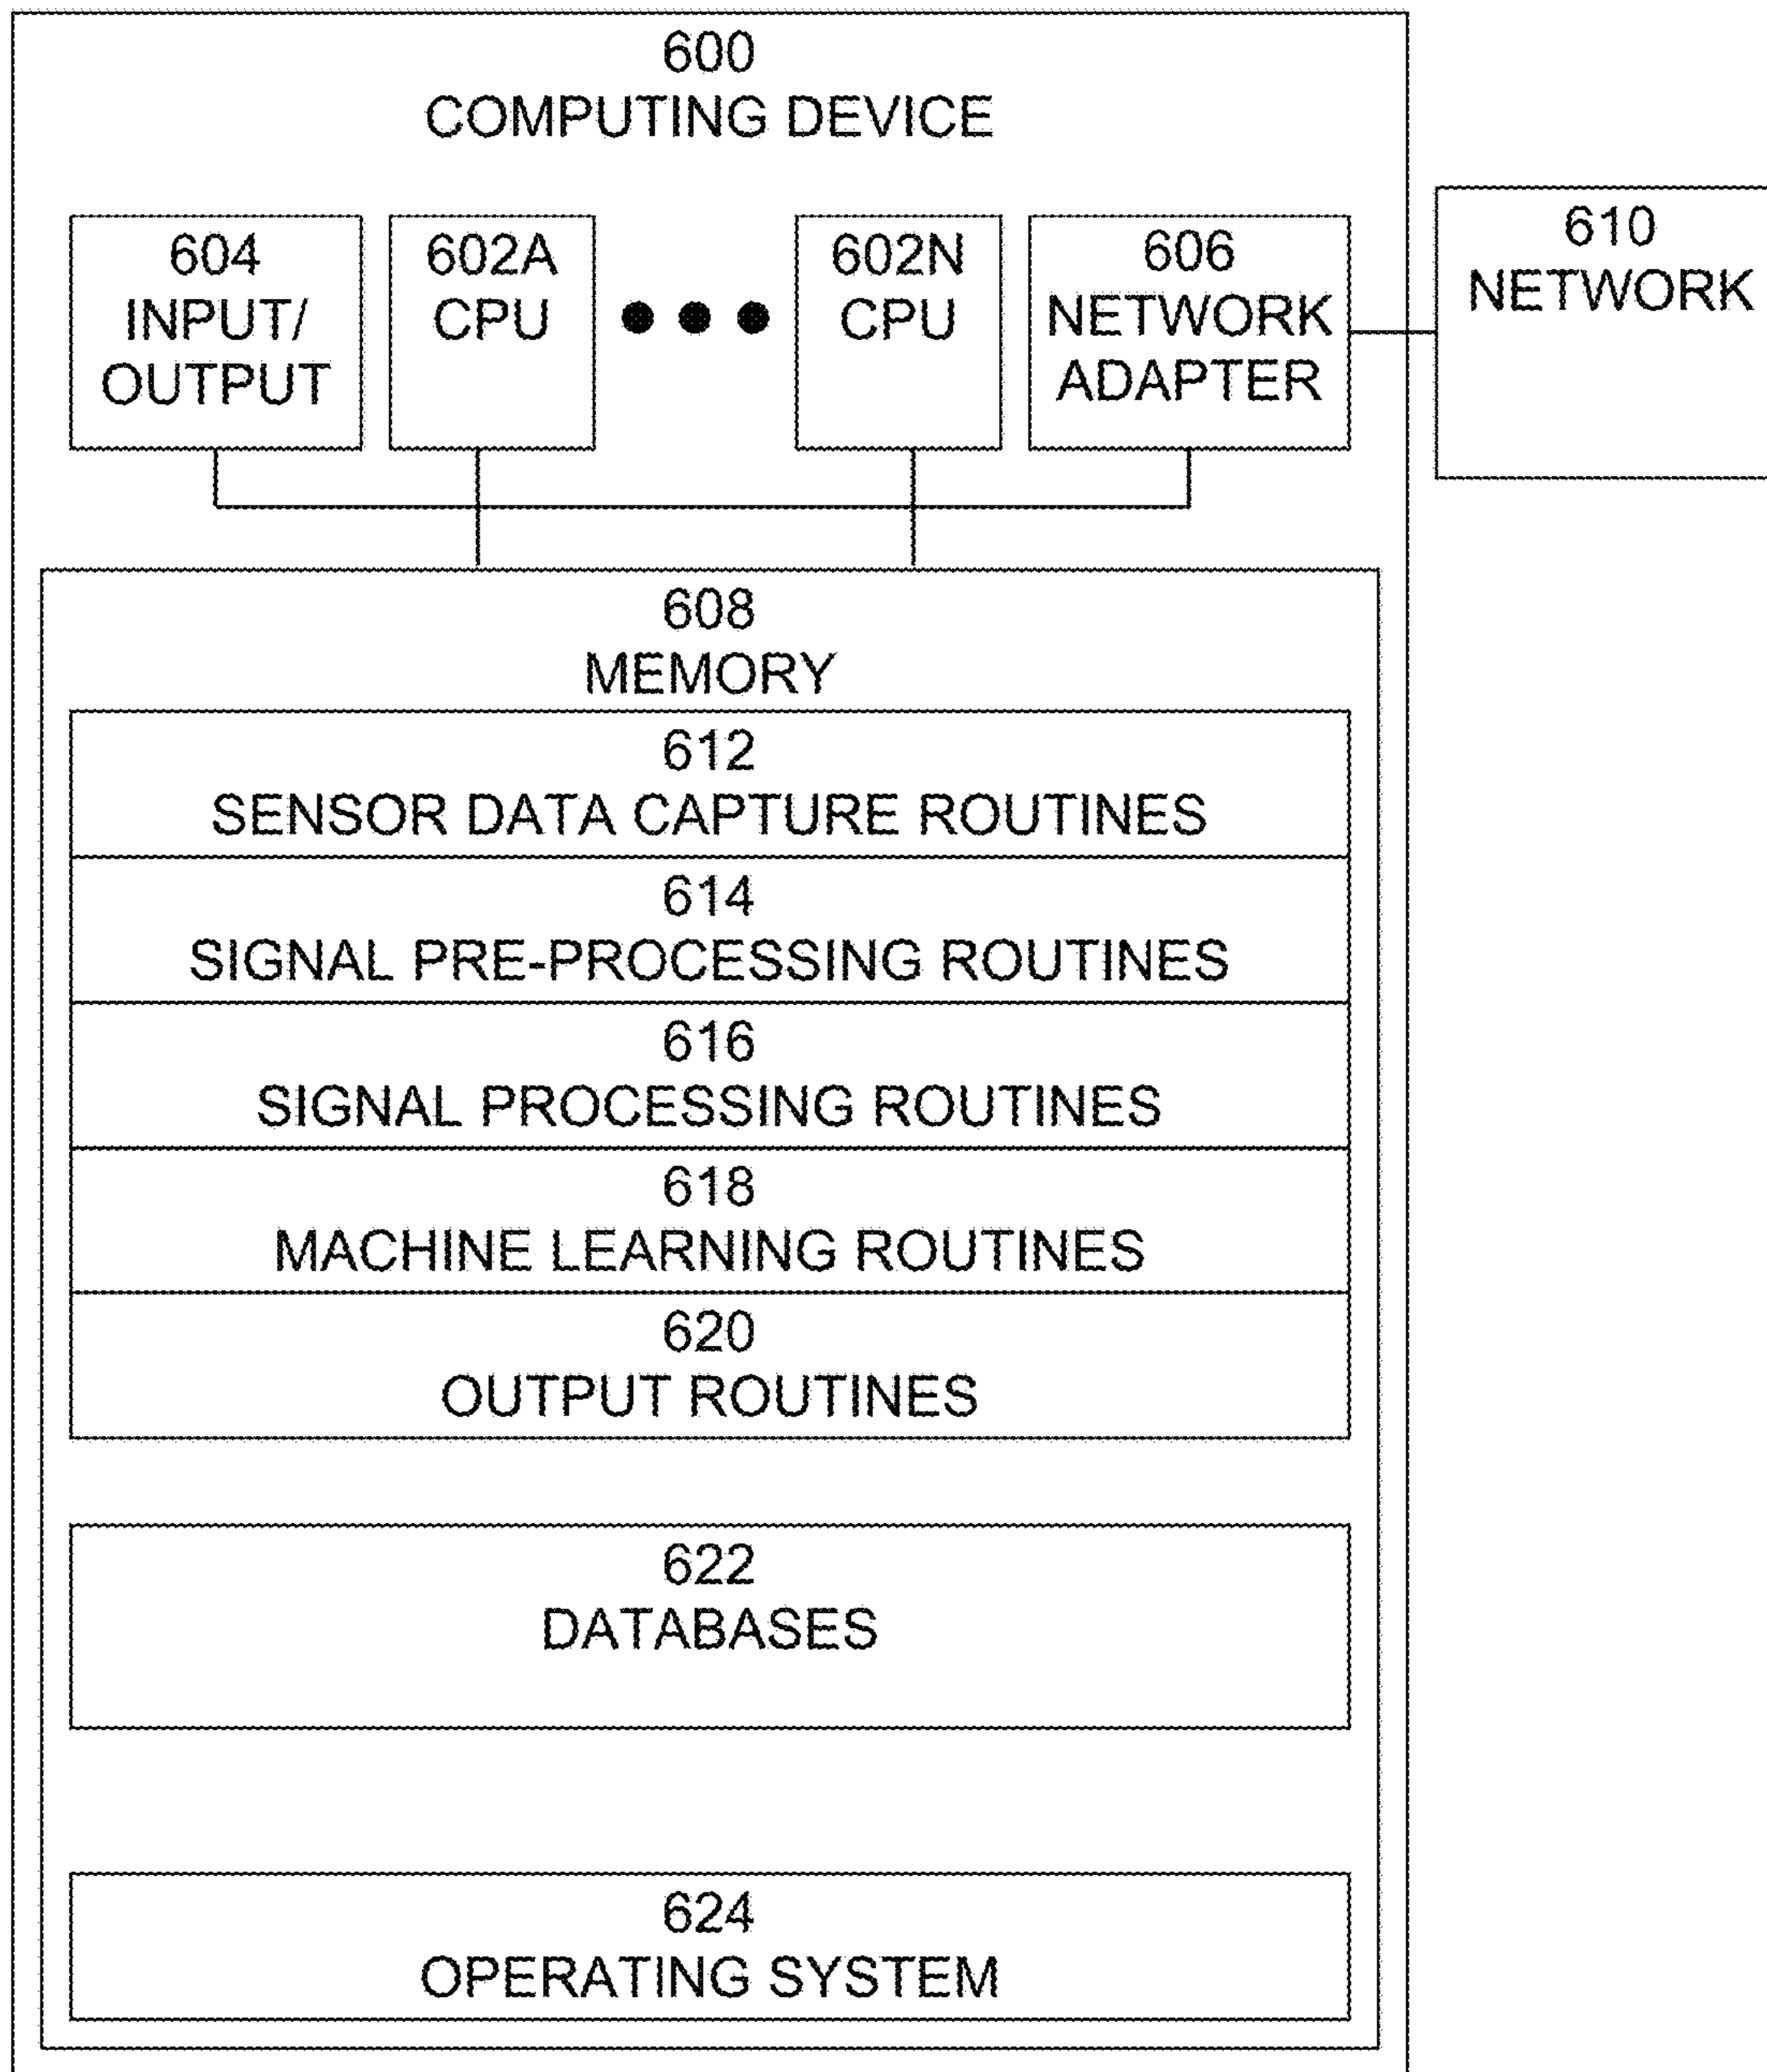 600
COMPUTING DEVICE
604
INPUT/
OUTPUT
602A
CPU
602N
CPU
606
NETWORK
ADAPTER
610
NETWORK
608
MEMORY
612
SENSOR DATA CAPTURE ROUTINES
614
SIGNAL PRE-PROCESSING ROUTINES
616
SIGNAL PROCESSING ROUTINES
618
MACHINE LEARNING ROUTINES
620
OUTPUT ROUTINES
622
DATABASES
624
OPERATING SYSTEM